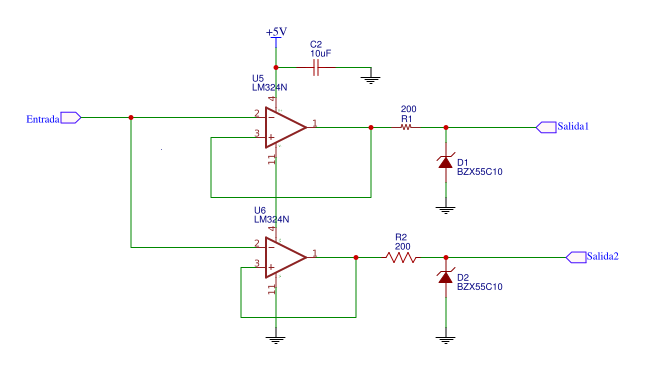 +5V
C2
10uF
U5
LM324N
4
Entrada
2
3
1
11
200
R1
Salida1
D1
BZX55C10
U6
LM324N
4
2
3
1
11
R2
200
Salida2
D2
BZX55C10